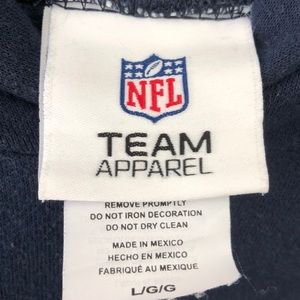 NFL
TEAM
APPAREL
REMOVE PROMPTLY
DO NOT IRON DECORATION
DO NOT DRY CLEAN
MADE IN MEXICO
HECHO EN MEXICO
FABRIQUÉ AU MEXIQUE
L/G/G